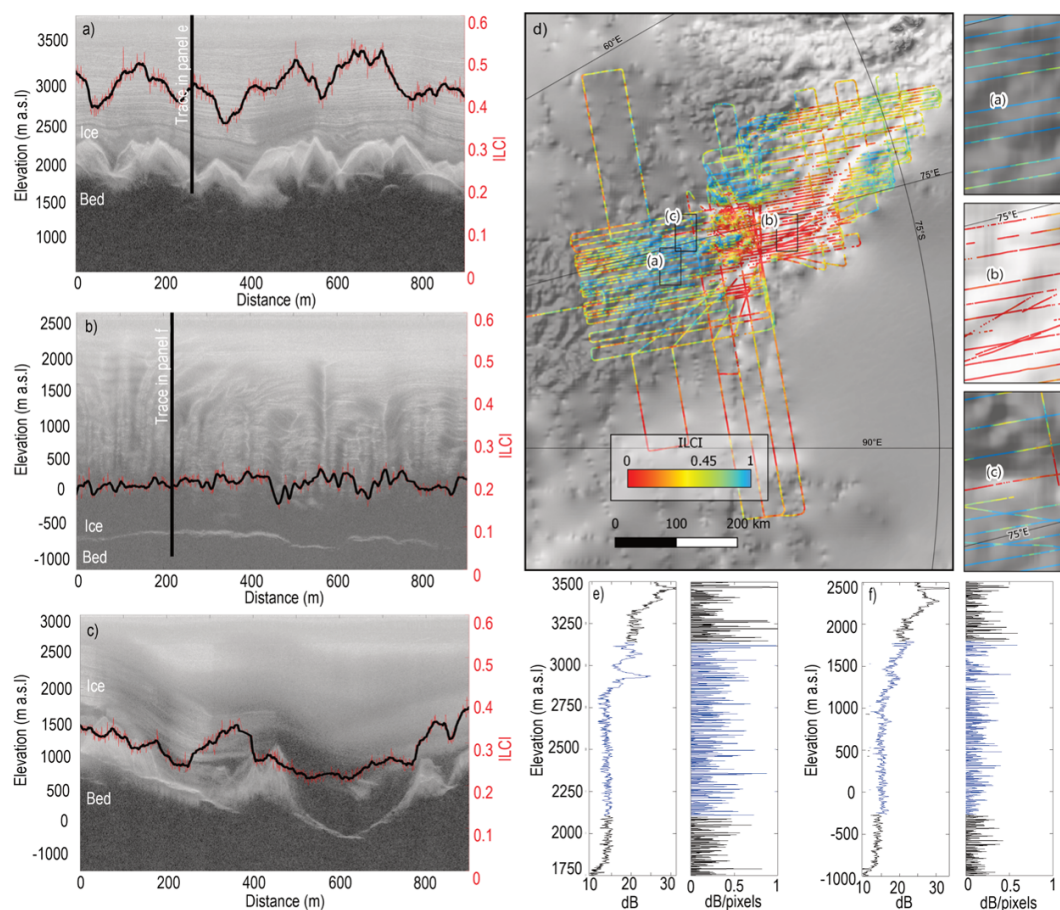 a)
3500
3000
2500
2000
1500
1000
Elevation (m a.s.l)
Ice
Bed
Trace in panel e
0.6
0.5
0.4
0.3
0.2
0.1
0
ILCI
0 200 400 600 800
Distance (m)
b)
2500
2000
1500
1000
500
0
-500
-1000
Elevation (m a.s.l)
Ice
Bed
Trace in panel f
0.6
0.5
0.4
0.3
0.2
0.1
0
ILCI
0 200 400 600 800
Distance (m)
c)
3000
2500
2000
1500
1000
500
0
-1000
Elevation (m a.s.l)
Ice
Bed
0.6
0.5
0.4
0.3
0.2
0.1
0
ILCI
0 200 400 600 800
Distance (m)
d)
60°E
75°E
75°S
90°E
(c)
(b)
(a)
ILCI
0 0.45 1
0 100 200 km
(a)
75°E
(b)
(c)
75°E
e)
3500
3250
3000
2750
2500
2250
2000
1750
Elevation (m a.s.l)
10 20 30
dB
0 0.5 1
dB/pixels
f)
2500
2000
1500
1000
500
0
-500
-1000
Elevation (m a.s.l)
10 20 30
dB
0 0.5 1
dB/pixels